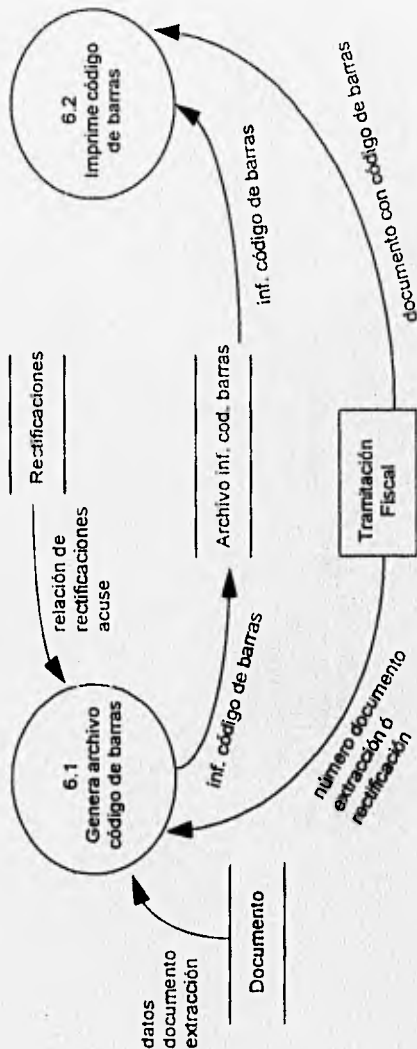 6.1
Genera archivo
código de barras
6.2
Imprime código
de barras
Rectificaciones
relación de
rectificaciones
acuse
Archivo inf. cod. barras
inf. código de barras
inf. código de barras
datos
documento
extracción
Documento
número documento
extracción ó
rectificación
Tramitación
Fiscal
documento con código de barras